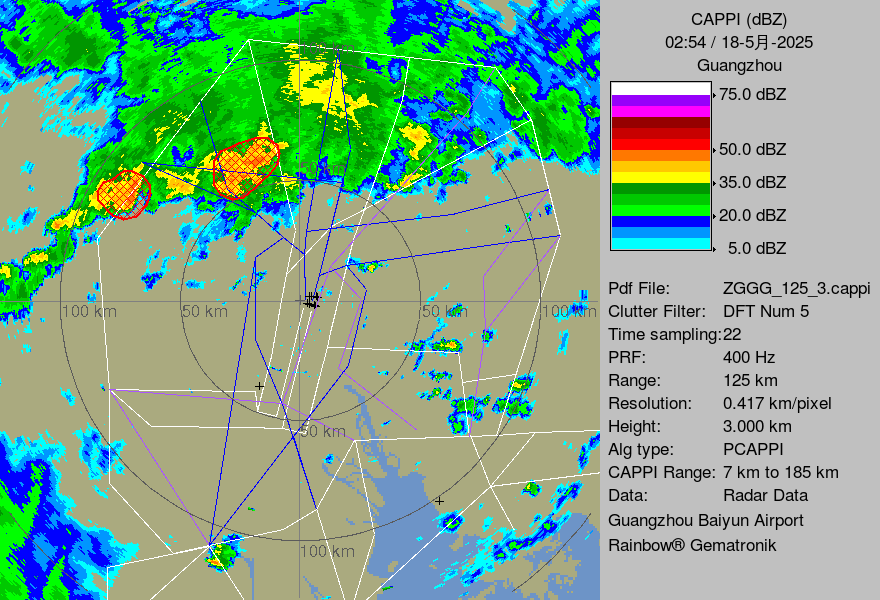 CAPPI (dBZ)
02:54 / 18-5月-2025
Guangzhou
75.0 dBZ
50.0 dBZ
35.0 dBZ
20.0 dBZ
5.0 dBZ
Pdf File: ZGGG_125_3.cappi
Clutter Filter: DFT Num 5
Time sampling:22
PRF: 400 Hz
Range: 125 km
Resolution: 0.417 km/pixel
Height: 3.000 km
Alg type: PCAPPI
CAPPI Range: 7 km to 185 km
Data: Radar Data
Guangzhou Baiyun Airport
Rainbow® Gematronik
100 km
50 km
50 km
100 km
50 km
100 km